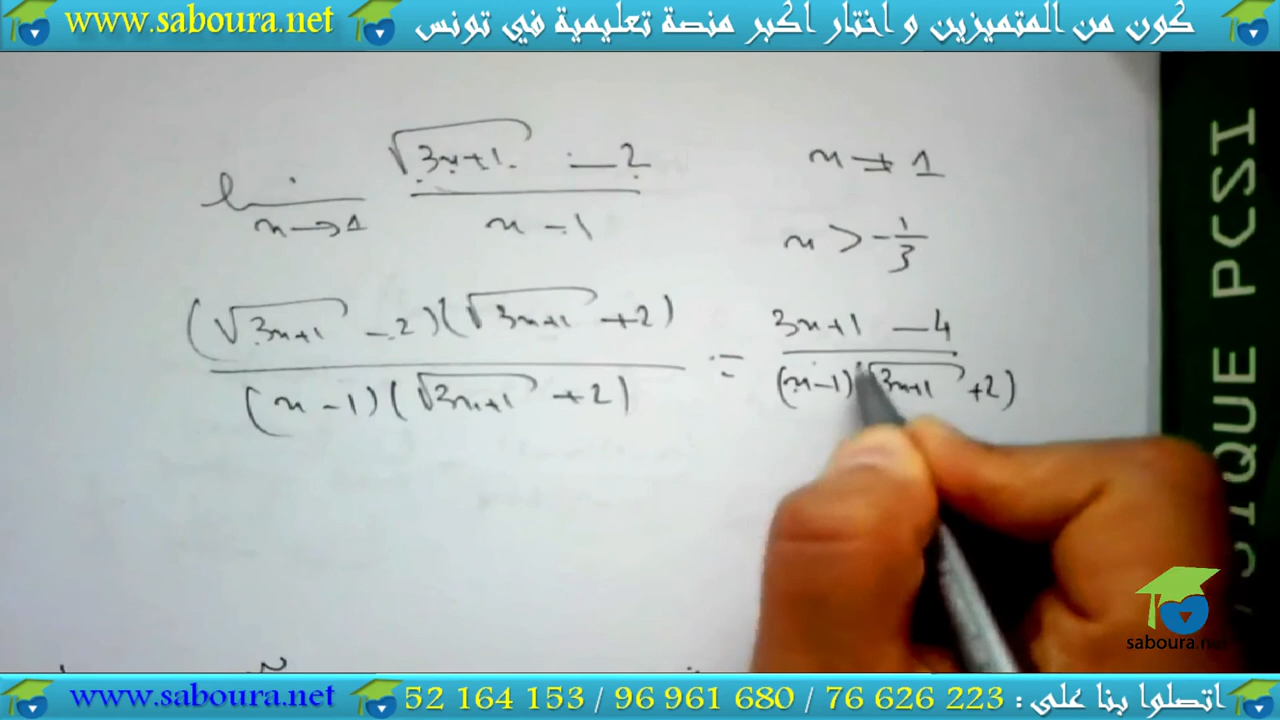 www.saboura.net كون من المتميزين و اختار اكبر منصة تعليمية في تونس
lim x→1 (√(3x+1) - 2) / (x - 1)
x ≠ 1
x > -1/3
(√(3x+1) - 2)(√(3x+1) + 2) / (x - 1)(√(3x+1) + 2) = 3x+1 - 4 / (x-1)(√(3x+1) + 2)
SIQUE PCSI
saboura.net
www.saboura.net اتصلوا بنا على : 223 626 76 / 680 961 96 / 153 164 52